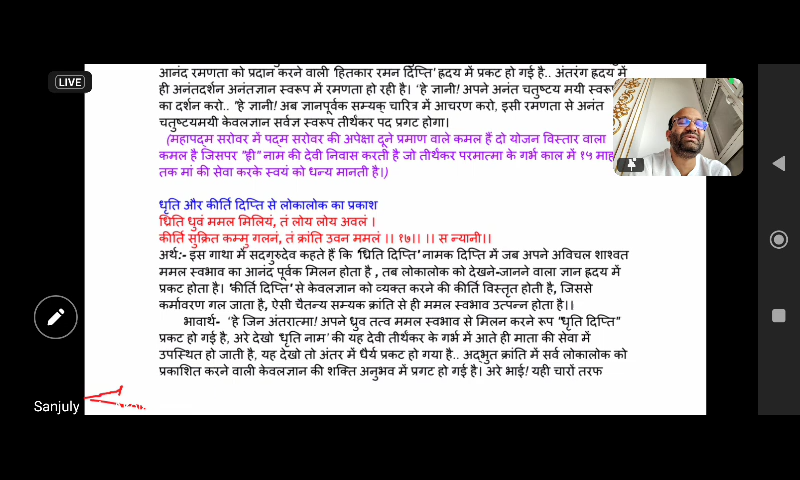 LIVE
आनंद रमणता को प्रदान करने वाली 'हितकार रमन दिप्ति' हृदय में प्रकट हो गई है.. अंतरंग हृदय में
ही अनंतदर्शन अनंतज्ञान स्वरूप में रमणता हो रही है। 'हे ज्ञानी! अपने अनंत चतुष्टय मयी स्वरू
का दर्शन करो.. "हे ज्ञानी! अब ज्ञानपूर्वक सम्यक् चारित्र में आचरण करो, इसी रमणता से अनंत
चतुष्टयमयी केवलज्ञान सर्वज्ञ स्वरूप तीर्थंकर पद प्रगट होगा।
(महापद्म सरोवर में पद्म सरोवर की अपेक्षा दूने प्रमाण वाले कमल हैं दो योजन विस्तार वाला
कमल है जिसपर "ह्री" नाम की देवी निवास करती है जो तीर्थंकर परमात्मा के गर्भ काल में १५ माह
तक मां की सेवा करके स्वयं को धन्य मानती है।)
धृति और कीर्ति दिप्ति से लोकालोक का प्रकाश
ध्रिति धुवं ममल मिलियं, तं लोय लोय अवलं ।
कीर्ति सुक्रित कम्मु गलनं, तं क्रांति उवन ममलं ।। १७।। ।। स न्यानी।।
अर्थ:- इस गाथा में सदगुरुदेव कहते हैं कि 'ध्रिति दिप्ति' नामक दिप्ति में जब अपने अविचल शाश्वत
ममल स्वभाव का आनंद पूर्वक मिलन होता है , तब लोकालोक को देखने-जानने वाला ज्ञान हृदय में
प्रकट होता है। 'कीर्ति दिप्ति' से केवलज्ञान को व्यक्त करने की कीर्ति विस्तृत होती है, जिससे
कर्मावरण गल जाता है, ऐसी चैतन्य सम्यक क्रांति से ही ममल स्वभाव उत्पन्न होता है।।
भावार्थ- "हे जिन अंतरात्मा! अपने ध्रुव तत्व ममल स्वभाव से मिलन करने रूप "धृति दिप्ति"
प्रकट हो गई है, अरे देखो 'धृति नाम' की यह देवी तीर्थंकर के गर्भ में आते ही माता की सेवा में
उपस्थित हो जाती है, यह देखो तो अंतर में धैर्य प्रकट हो गया है.. अद्भुत क्रांति में सर्व लोकालोक को
प्रकाशित करने वाली केवलज्ञान की शक्ति अनुभव में प्रगट हो गई है। अरे भाई! यही चारों तरफ
Sanjuly